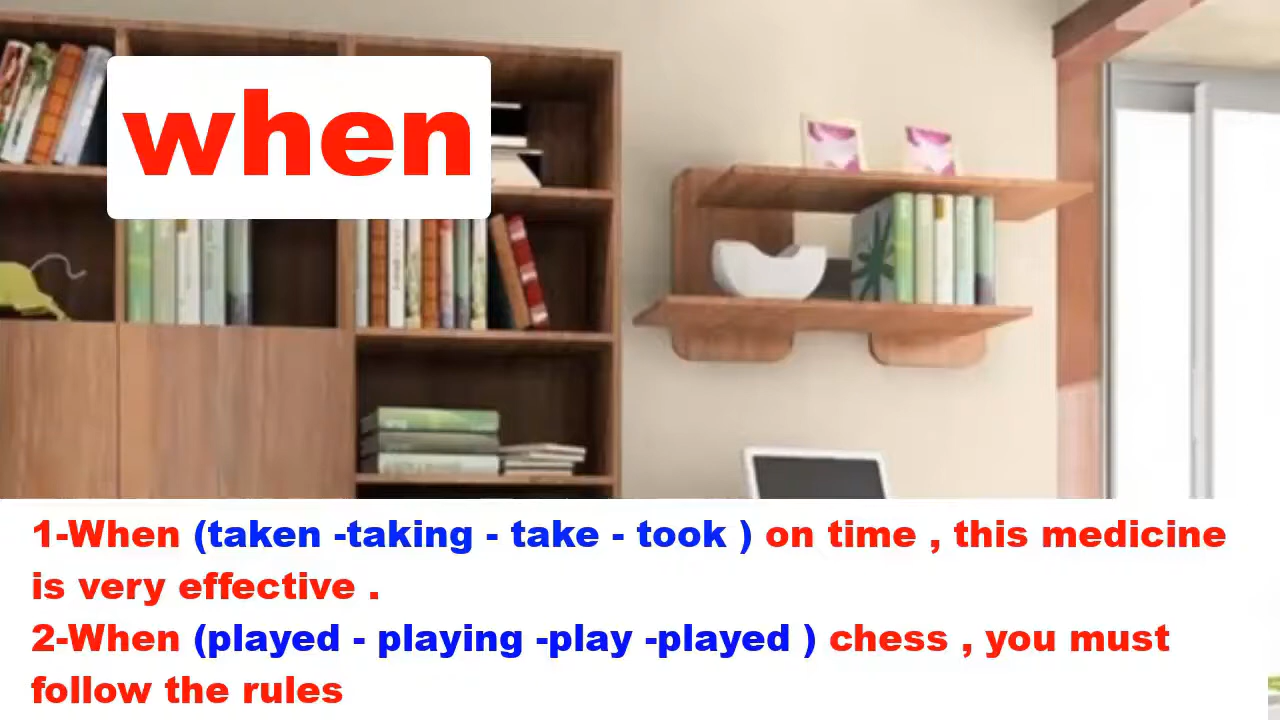 when
1-When (taken -taking - take - took ) on time , this medicine
is very effective .
2-When (played - playing -play -played ) chess , you must
follow the rules